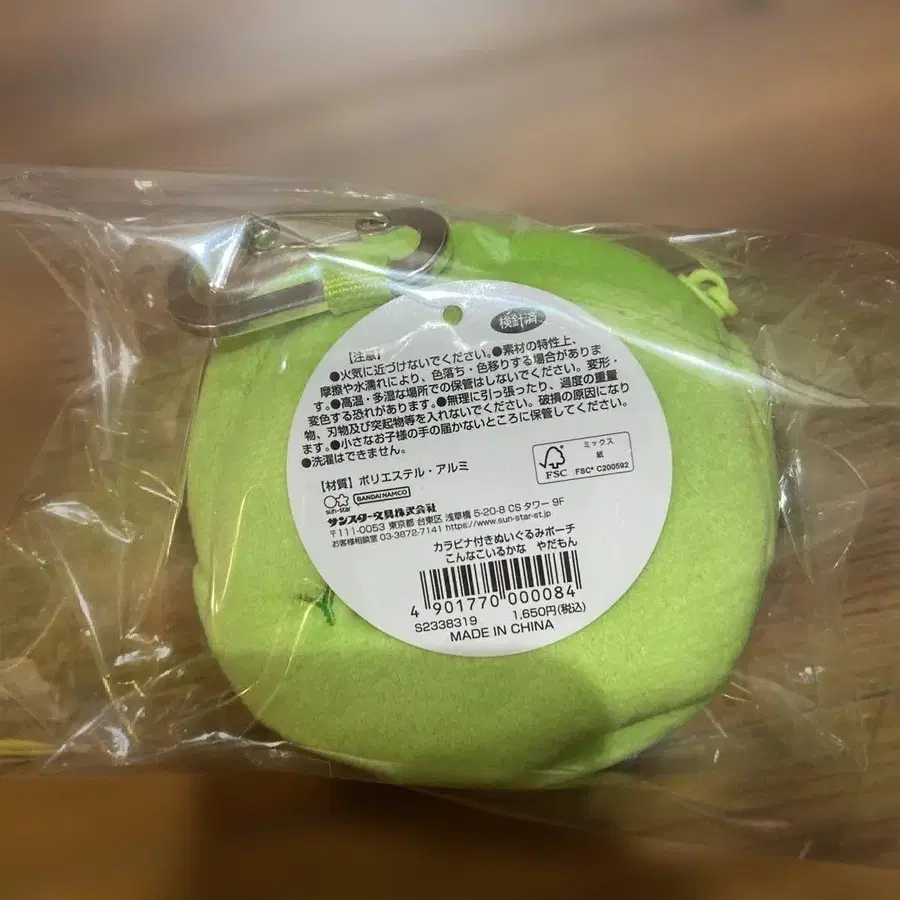 検針済
【注意】
●火気に近づけないでください。●素材の特性上、
摩擦や水濡れにより、色落ち・色移りする場合がありま
す。●高温・多湿な場所での保管はしないでください。変形・
変色する恐れがあります。●無理に引っ張ったり、過度の重量
物、刃物及び突起物等を入れないでください。破損の原因になり
ます。●小さなお子様の手の届かないところに保管してください。
●洗濯はできません。
【材質】ポリエステル・アルミ
ミックス
紙
FSC
FSC® C200592
sun-star BANDAI NAMCO
サンスター文具株式会社
〒111-0053 東京都 台東区 浅草橋 5-20-8 CS タワー 9F
お客様相談室 03-3872-7141 https://www.sun-star-st.jp
カラビナ付きぬいぐるみポーチ
こんなこいるかな やだもん
4 901770 000084
S2338319 1,650円(税込)
MADE IN CHINA